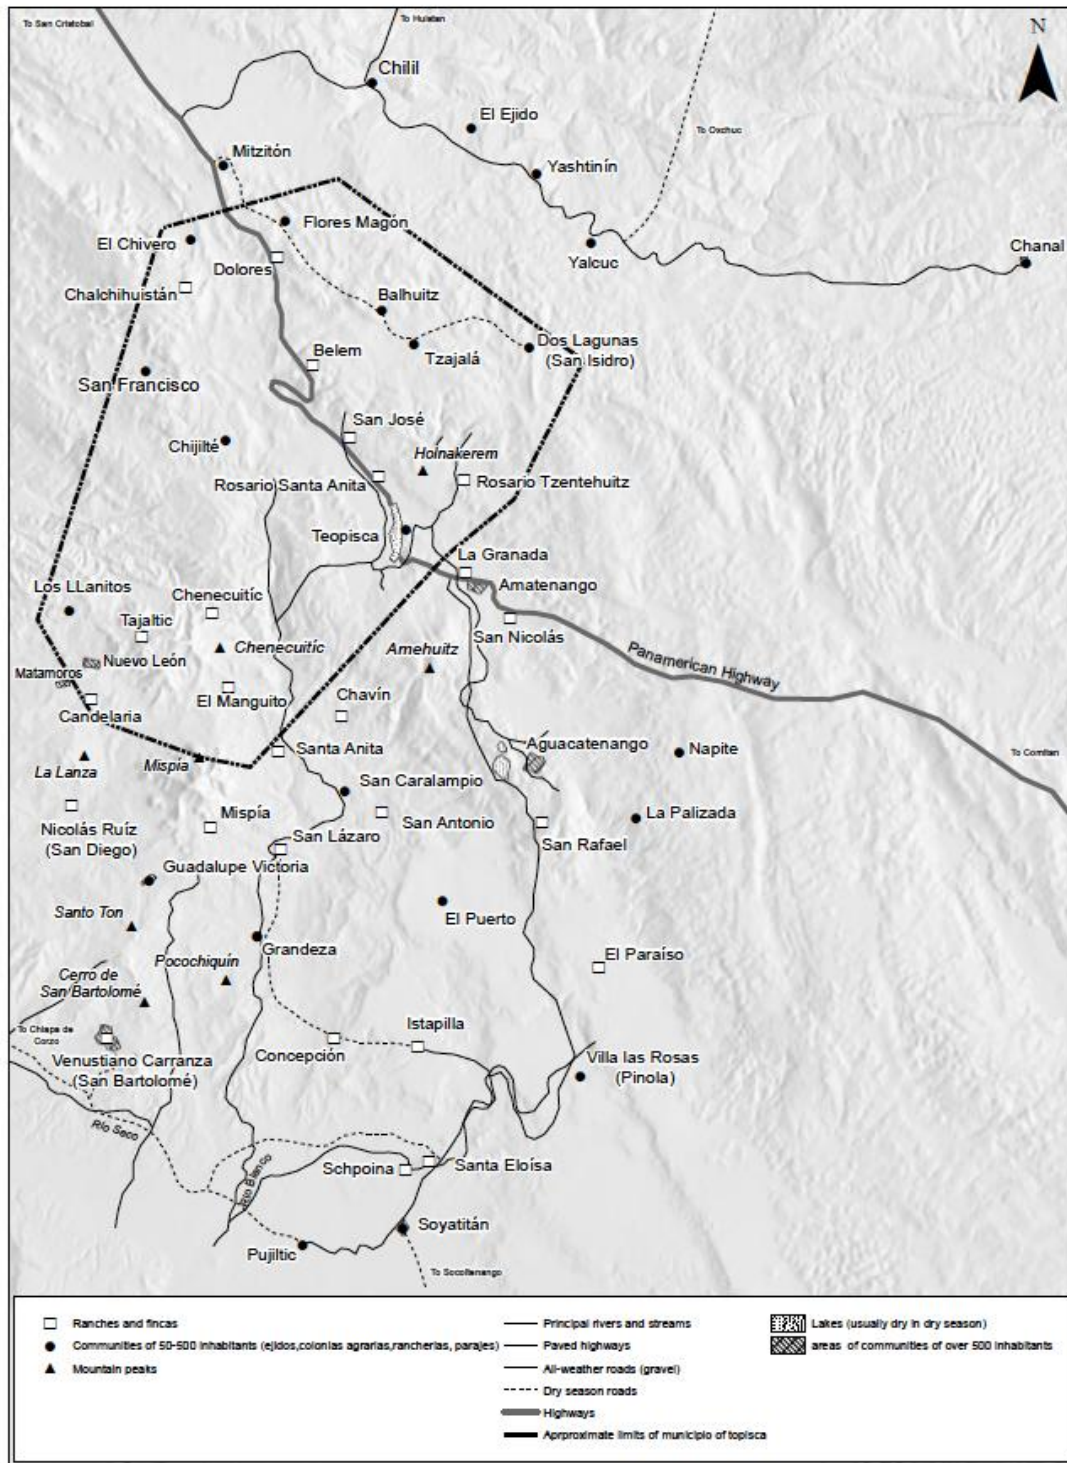 To San Cristobal
To Huistan
N
Chilil
El Ejido
To Oxchuc
Mitzitón
Yashtinín
Flores Magón
El Chivero
Yalcuc
Chanal
Dolores
Chalchihuistán
Balhuitz
Belem
Tzajalá
Dos Lagunas
(San Isidro)
San Francisco
San José
Chijilté
Holnakerem
Rosario Santa Anita
Rosario Tzentehuitz
Teopisca
La Granada
Los LLanitos
Chenecuitíc
Amatenango
Tajaltic
San Nicolás
Chenecuitíc
Amehuitz
Nuevo León
Matamoros
Panamerican Highway
El Manguito
Chavín
Candelaria
Santa Anita
Aguacatenango
Napite
To Comitan
La Lanza
Mispía
San Caralampio
Nicolás Ruíz
(San Diego)
Mispía
San Antonio
La Palizada
San Lázaro
San Rafael
Guadalupe Victoria
Santo Ton
El Puerto
Grandeza
Pocochiquín
El Paraíso
Cerro de
San Bartolomé
To Chiapa de
Corzo
Istapilla
Concepción
Venustiano Carranza
(San Bartolomé)
Villa las Rosas
(Pinola)
Río Seco
Río Blanco
Schpoina
Santa Eloísa
Soyatitán
Pujiltic
To Socoltenango
Ranches and fincas
Communities of 50-500 inhabitants (ejidos,colonias agrarias,rancherias, parajes)
Mountain peaks
Principal rivers and streams
Paved highways
All-weather roads (gravel)
Dry season roads
Highways
Aprproximate limits of municipio of topisca
Lakes (usually dry in dry season)
areas of communities of over 500 inhabitants